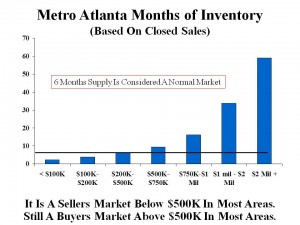 Metro Atlanta Months of Inventory
(Based On Closed Sales)
70
60
50
40
30
20
10
0
6 Months Supply Is Considered A Normal Market
< $100K
$100K-
$200K
$200K-
$500K
$500K-
$750K
$750K-$1
Mil
$1 mil - $2
Mil
$2 Mil +
It Is A Sellers Market Below $500K In Most Areas.
Still A Buyers Market Above $500K In Most Areas.